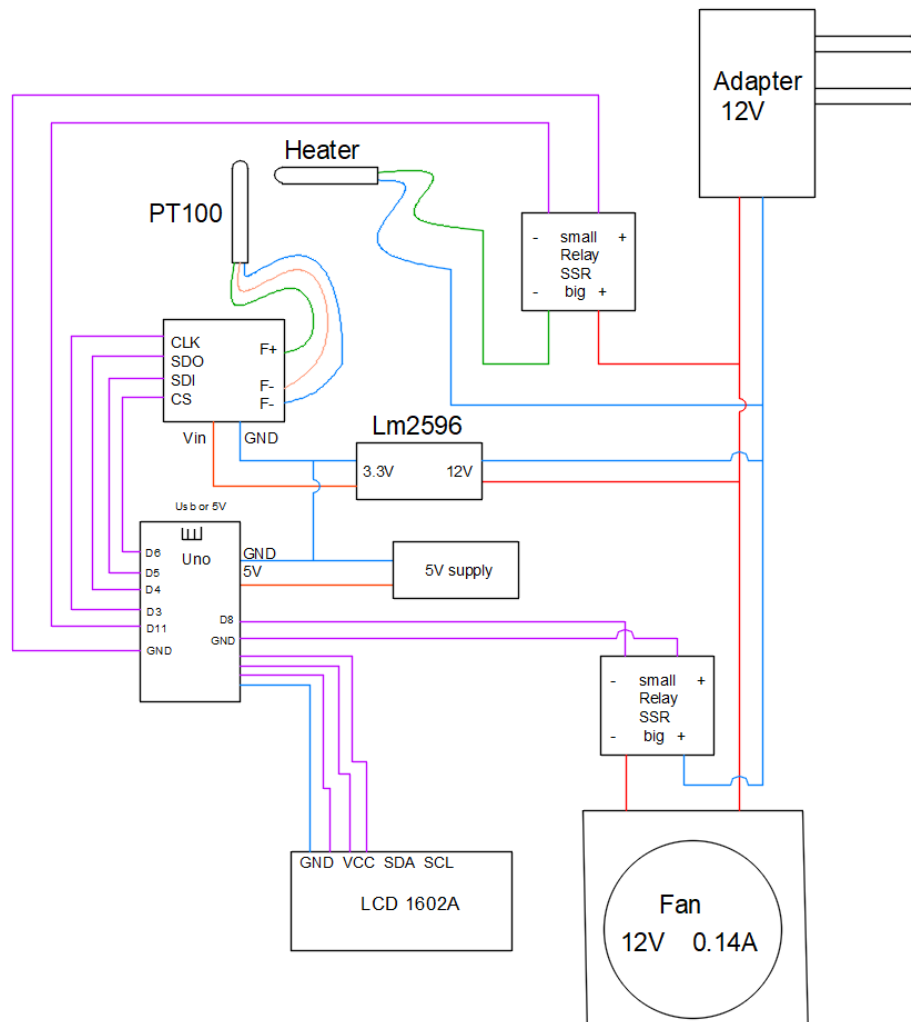 Adapter
12V
Heater
PT100
- small +
Relay
SSR
- big +
CLK
SDO
SDI
CS
F+
F-
F-
Vin GND
Lm2596
3.3V 12V
Usb or 5V
Uno
D6
D5
D4
D3
D11
GND
GND
5V
D8
GND
5V supply
- small +
Relay
SSR
- big +
GND VCC SDA SCL
LCD 1602A
Fan
12V 0.14A